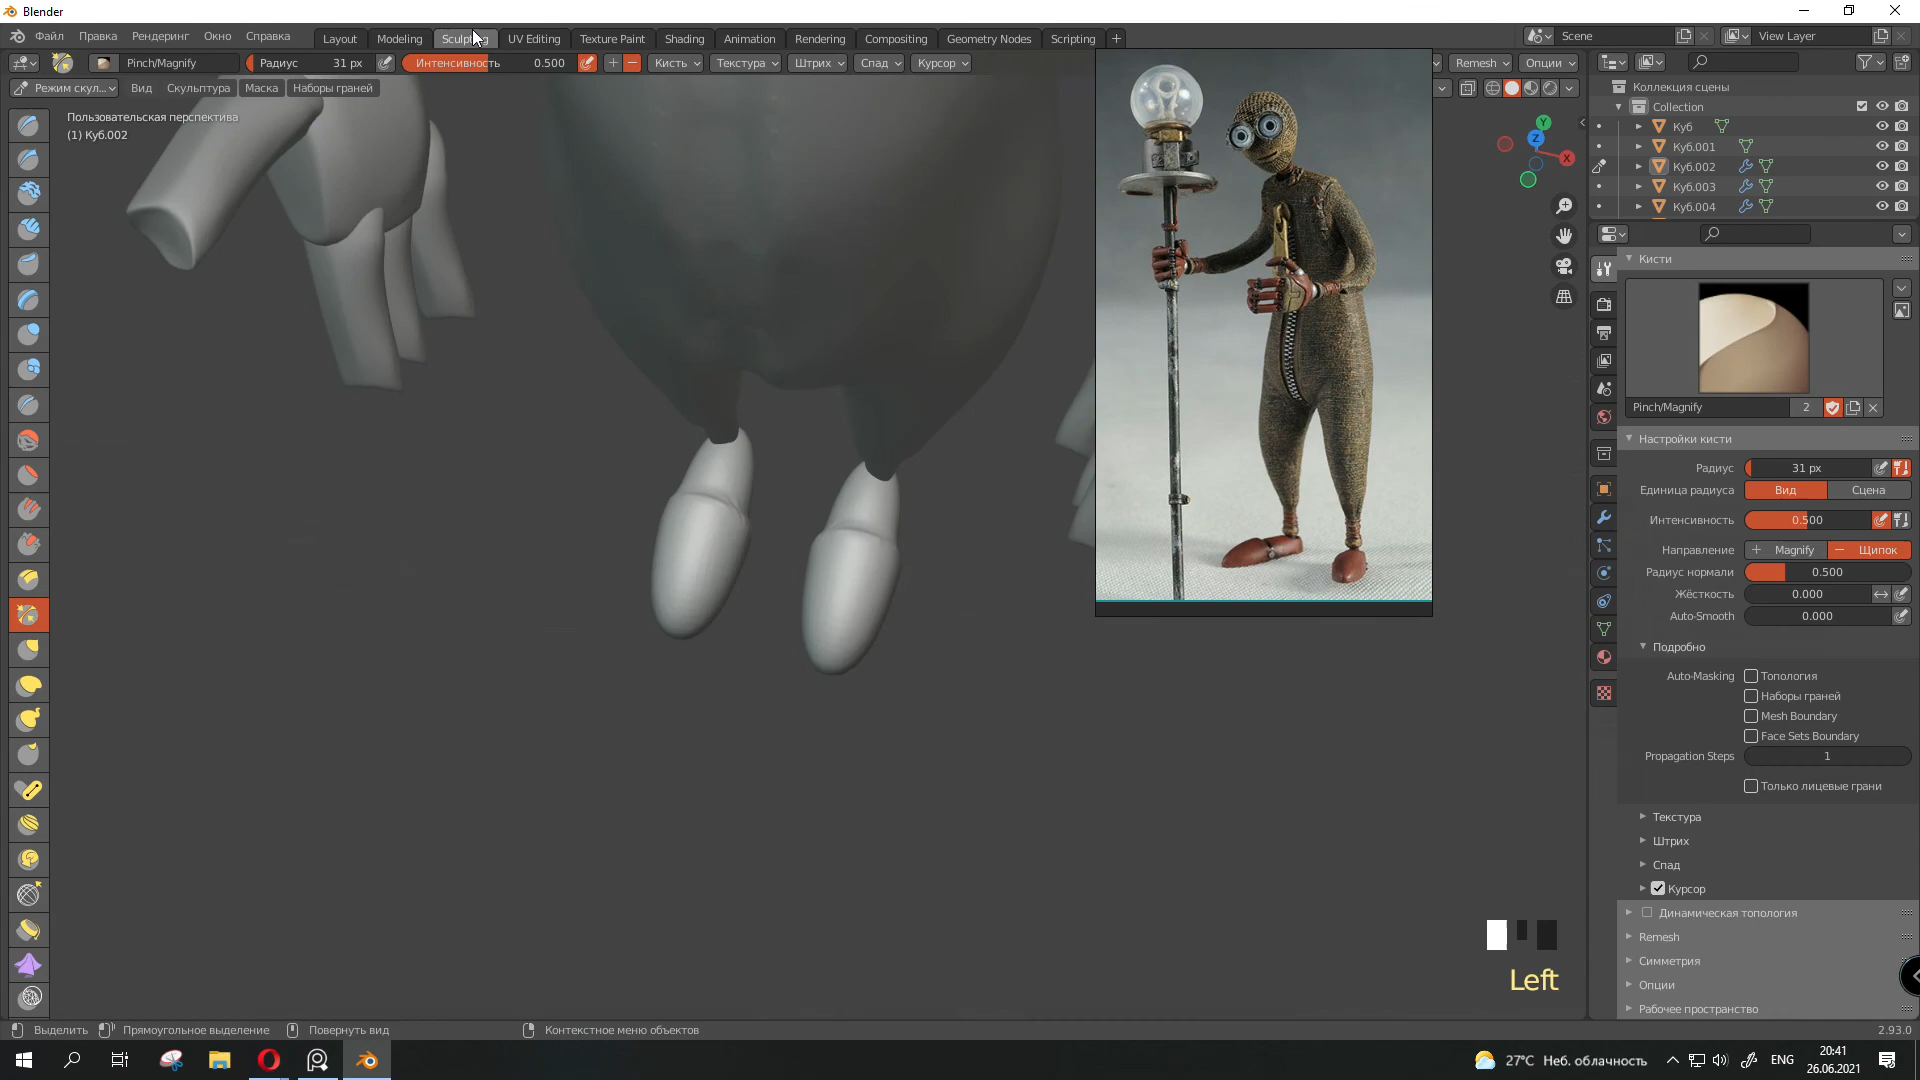 Blender
Файл Правка Рендеринг Окно Справка Layout Modeling Sculpting UV Editing Texture Paint Shading Animation Rendering Compositing Geometry Nodes Scripting + Scene View Layer
Pinch/Magnify Радиус 31 px Интенсивность 0.500 Кисть Текстура Штрих Спад Курсор Remesh Опции
Режим скул... Вид Скульптура Маска Наборы граней
Пользовательская перспектива
(1) Куб.002
Y
Z
X
Коллекция сцены
Collection
Куб
Куб.001
Куб.002
Куб.003
Куб.004
Кисти
Pinch/Magnify 2
Настройки кисти
Радиус 31 px
Единица радиуса Вид Сцена
Интенсивность 0.500
Направление + Magnify − Щипок
Радиус нормали 0.500
Жёсткость 0.000
Auto-Smooth 0.000
Подробно
Auto-Masking Топология
Наборы граней
Mesh Boundary
Face Sets Boundary
Propagation Steps 1
Только лицевые грани
Текстура
Штрих
Спад
Курсор
Динамическая топология
Remesh
Симметрия
Опции
Рабочее пространство
Left
Выделить Прямоугольное выделение Повернуть вид Контекстное меню объектов 2.93.0
27°C Неб. облачность ENG 20:41
26.06.2021